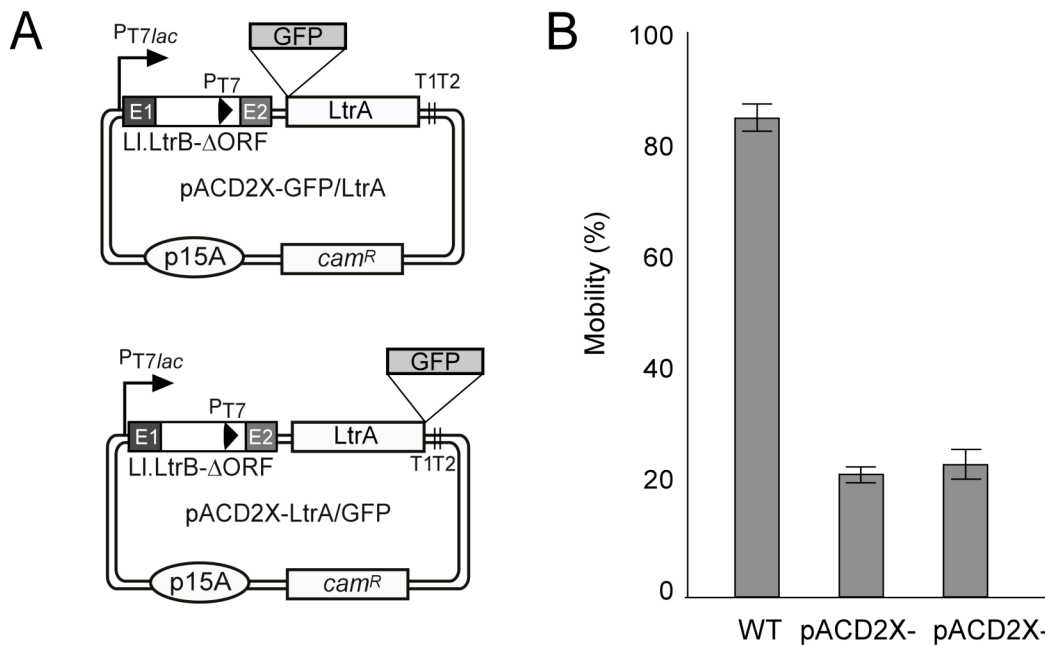 A
PT7lac
GFP
PT7
T1T2
E1
E2
LtrA
Ll.LtrB-ΔORF
pACD2X-GFP/LtrA
p15A
camR
PT7lac
GFP
PT7
E1
E2
LtrA
T1T2
Ll.LtrB-ΔORF
pACD2X-LtrA/GFP
p15A
camR
B
Mobility (%)
100
80
60
40
20
0
WT pACD2X- pACD2X-